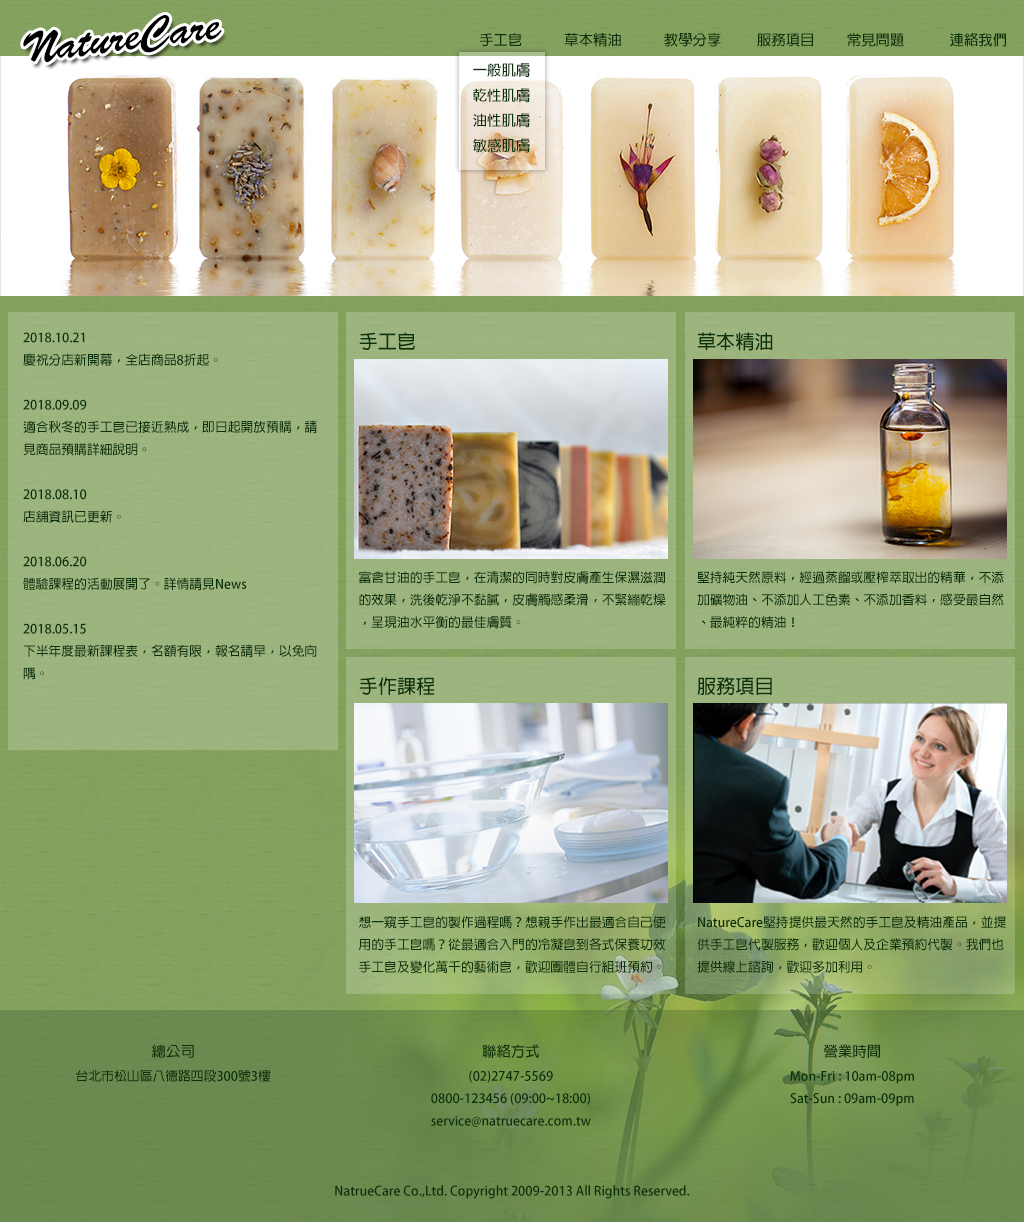 NatureCare
手工皂 草本精油 教學分享 服務項目 常見問題 連絡我們
一般肌膚
乾性肌膚
油性肌膚
敏感肌膚
2018.10.21
慶祝分店新開幕，全店商品8折起。
2018.09.09
適合秋冬的手工皂已接近熟成，即日起開放預購，請
見商品預購詳細說明。
2018.08.10
店舖資訊已更新。
2018.06.20
體驗課程的活動展開了。詳情請見News
2018.05.15
下半年度最新課程表，名額有限，報名請早，以免向
隅。
手工皂
富含甘油的手工皂，在清潔的同時對皮膚產生保濕滋潤
的效果，洗後乾淨不黏膩，皮膚觸感柔滑，不緊繃乾燥
，呈現油水平衡的最佳膚質。
草本精油
堅持純天然原料，經過蒸餾或壓榨萃取出的精華，不添
加礦物油、不添加人工色素、不添加香料，感受最自然
、最純粹的精油！
手作課程
想一窺手工皂的製作過程嗎？想親手作出最適合自己使
用的手工皂嗎？從最適合入門的冷凝皂到各式保養功效
手工皂及變化萬千的藝術皂，歡迎團體自行組班預約。
服務項目
NatureCare堅持提供最天然的手工皂及精油產品，並提
供手工皂代製服務，歡迎個人及企業預約代製。我們也
提供線上諮詢，歡迎多加利用。
總公司
台北市松山區八德路四段300號3樓
聯絡方式
(02)2747-5569
0800-123456 (09:00~18:00)
service@natruecare.com.tw
營業時間
Mon-Fri : 10am-08pm
Sat-Sun : 09am-09pm
NatrueCare Co.,Ltd. Copyright 2009-2013 All Rights Reserved.